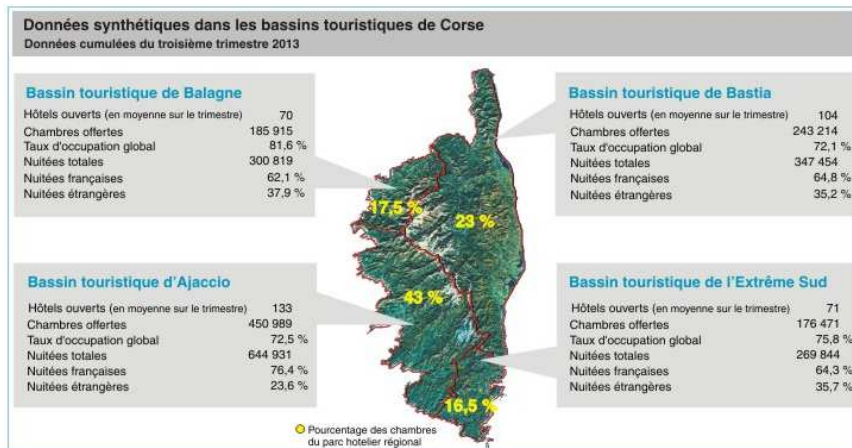 Données synthétiques dans les bassins touristiques de Corse
Données cumulées du troisième trimestre 2013
Bassin touristique de Balagne
Hôtels ouverts (en moyenne sur le trimestre) 70
Chambres offertes 185 915
Taux d'occupation global 81,6 %
Nuitées totales 300 819
Nuitées françaises 62,1 %
Nuitées étrangères 37,9 %
Bassin touristique de Bastia
Hôtels ouverts (en moyenne sur le trimestre) 104
Chambres offertes 243 214
Taux d'occupation global 72,1 %
Nuitées totales 347 454
Nuitées françaises 64,8 %
Nuitées étrangères 35,2 %
17,5 %
23 %
Bassin touristique d'Ajaccio
Hôtels ouverts (en moyenne sur le trimestre) 133
Chambres offertes 450 989
Taux d'occupation global 72,5 %
Nuitées totales 644 931
Nuitées françaises 76,4 %
Nuitées étrangères 23,6 %
43 %
Bassin touristique de l'Extrême Sud
Hôtels ouverts (en moyenne sur le trimestre) 71
Chambres offertes 176 471
Taux d'occupation global 75,8 %
Nuitées totales 269 844
Nuitées françaises 64,3 %
Nuitées étrangères 35,7 %
16,5 %
Pourcentage des chambres
du parc hotelier régional